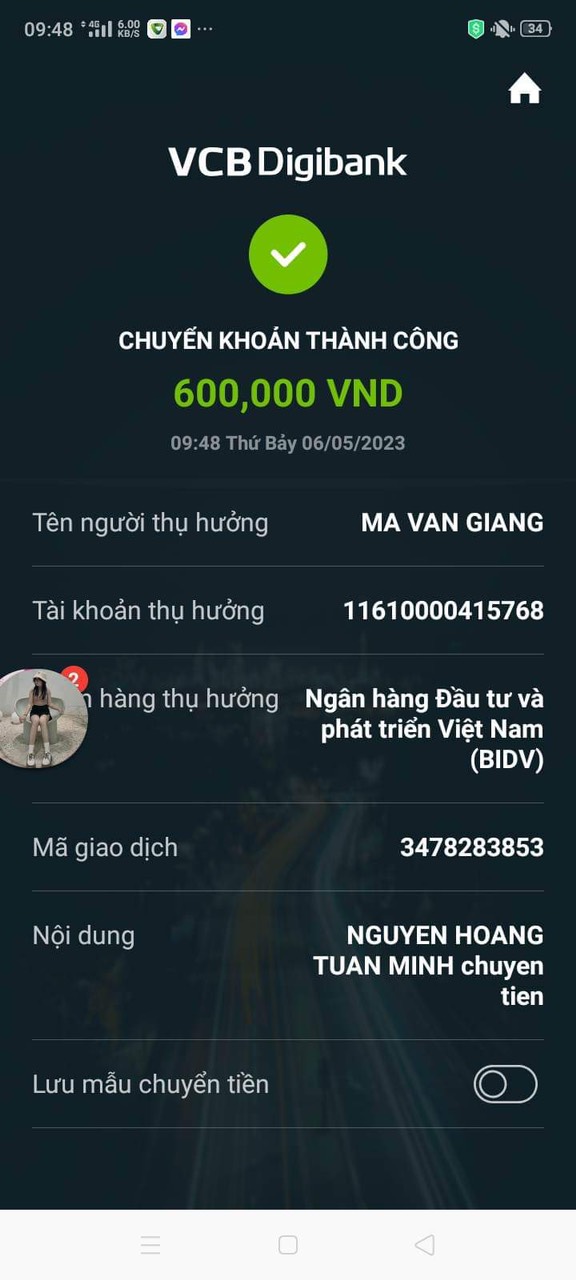 09:48 4G 6.00 KB/S ... 34
VCB Digibank
CHUYỂN KHOẢN THÀNH CÔNG
600,000 VND
09:48 Thứ Bảy 06/05/2023
Tên người thụ hưởng MA VAN GIANG
Tài khoản thụ hưởng 11610000415768
2
hàng thụ hưởng Ngân hàng Đầu tư và
phát triển Việt Nam
(BIDV)
Mã giao dịch 3478283853
Nội dung NGUYEN HOANG
TUAN MINH chuyen
tien
Lưu mẫu chuyển tiền